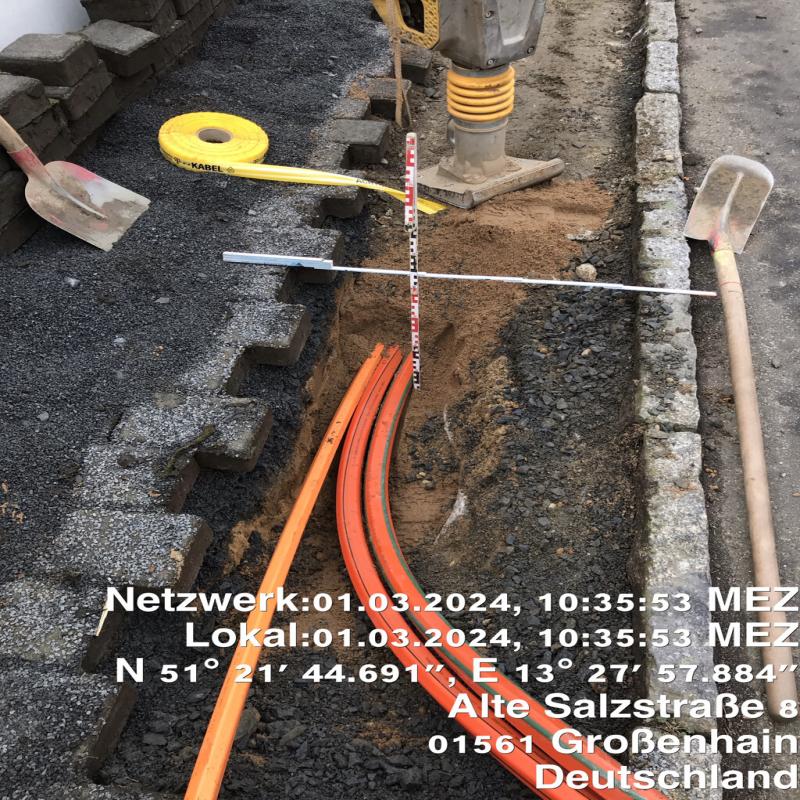 KABEL
Netzwerk:01.03.2024, 10:35:53 MEZ
Lokal:01.03.2024, 10:35:53 MEZ
N 51° 21' 44.691'', E 13° 27' 57.884''
Alte Salzstraße 8
01561 Großenhain
Deutschland